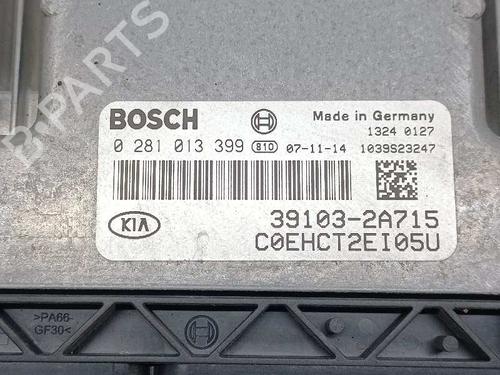 B-PARTS
BOSCH
Made in Germany
1324 0127
0 281 013 399 B10 07-11-14 1039S23247
KIA
39103-2A715
C0EHCT2EI05U
>PA66-
GF30<